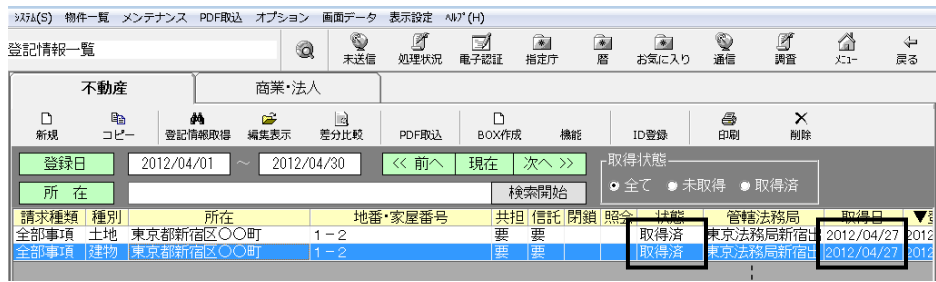 ｼｽﾃﾑ(S) 物件一覧 メンテナンス PDF取込 オプション 画面データ 表示設定 ﾍﾙﾌﾟ(H)
登記情報一覧 未送信 処理状況 電子認証 指定庁 暦 お気に入り 通信 調査 ﾒﾆｭｰ 戻る
不動産 商業・法人
新規 コピー 登記情報取得 編集表示 差分比較 PDF取込 BOX作成 機能 ID登録 印刷 削除
登録日 2012/04/01 ～ 2012/04/30 << 前へ 現在 次へ >> 取得状態
全て 未取得 取得済
所 在 検索開始
請求種類 種別 所在 地番・家屋番号 共担 信託 閉鎖 照会 状態 管轄法務局 取得日 ▼
全部事項 土地 東京都新宿区〇〇町 1－2 要 要 取得済 東京法務局新宿出 2012/04/27 2012
全部事項 建物 東京都新宿区〇〇町 1－2 要 要 取得済 東京法務局新宿出 2012/04/27 2012